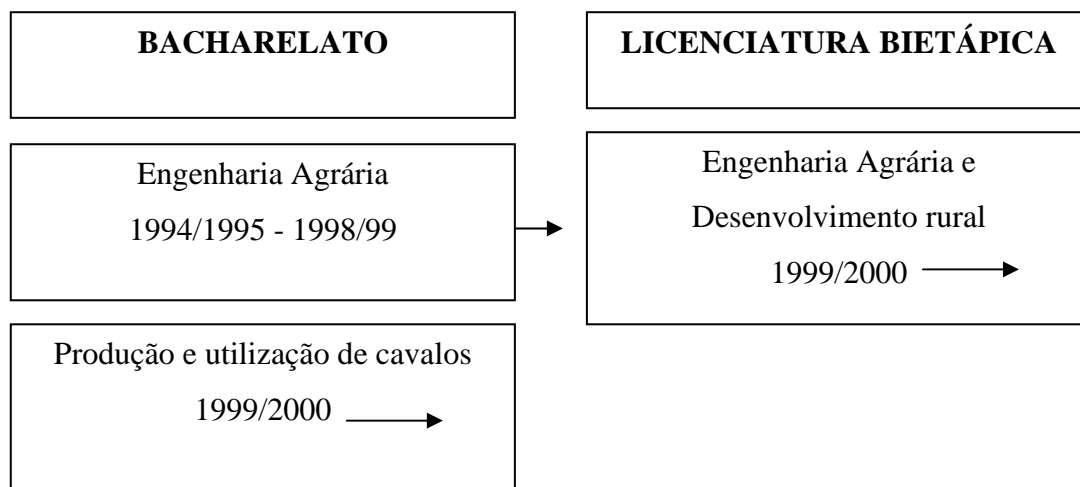 BACHARELATO
LICENCIATURA BIETÁPICA
Engenharia Agrária
1994/1995 - 1998/99
Engenharia Agrária e
Desenvolvimento rural
1999/2000
Produção e utilização de cavalos
1999/2000